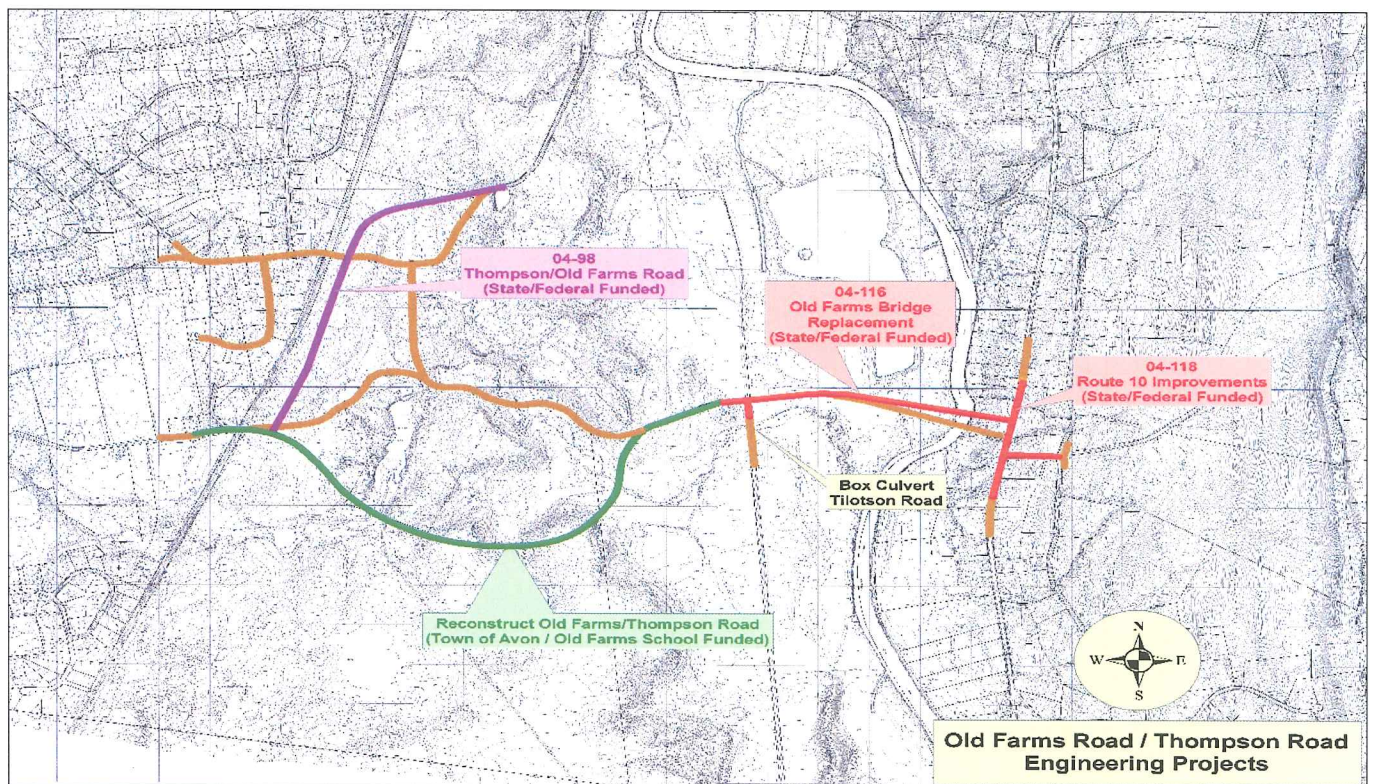 04-98
Thompson/Old Farms Road
(State/Federal Funded)
04-116
Old Farms Bridge
Replacement
(State/Federal Funded)
04-118
Route 10 Improvements
(State/Federal Funded)
Box Culvert
Tilotson Road
Reconstruct Old Farms/Thompson Road
(Town of Avon / Old Farms School Funded)
N
W E
S
Old Farms Road / Thompson Road
Engineering Projects